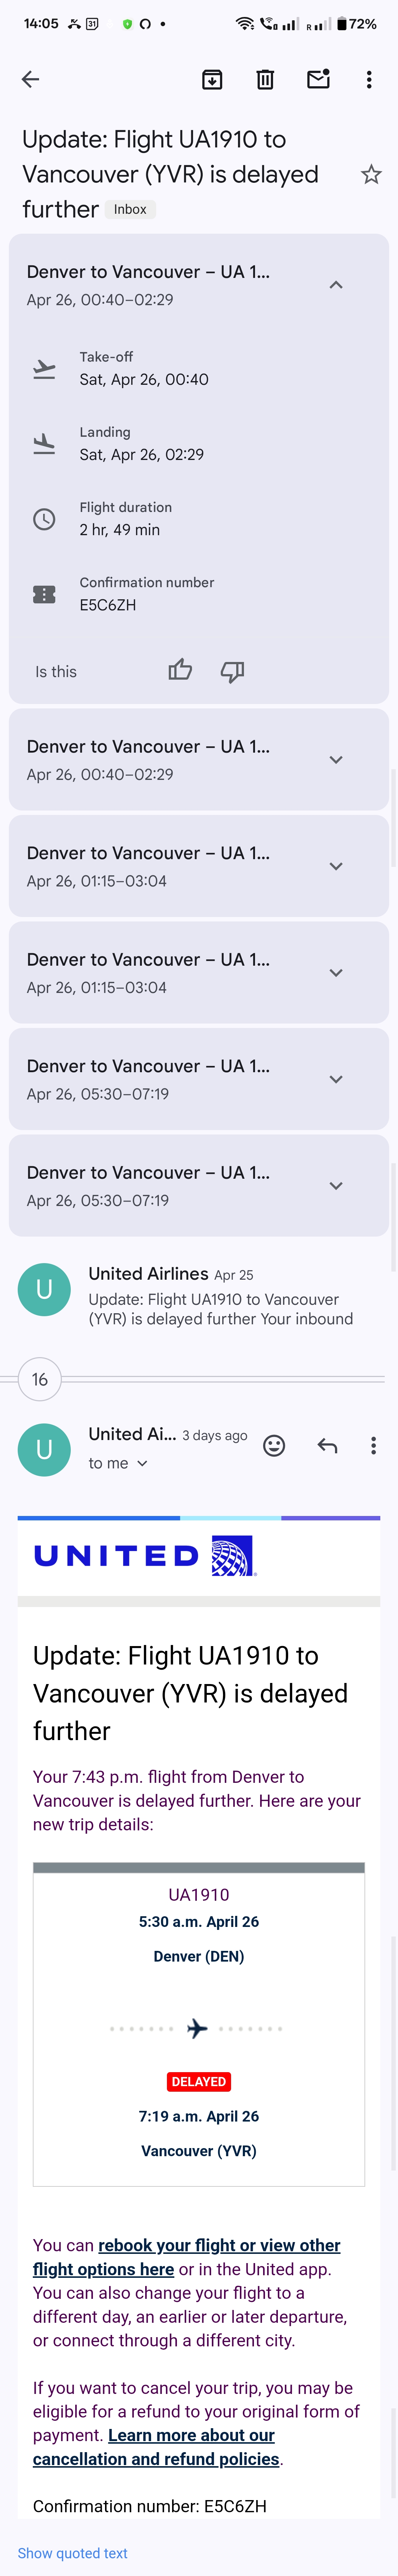 14:05
31
R
72%
Update: Flight UA1910 to
Vancouver (YVR) is delayed
further Inbox
Denver to Vancouver – UA 1...
Apr 26, 00:40–02:29
Take-off
Sat, Apr 26, 00:40
Landing
Sat, Apr 26, 02:29
Flight duration
2 hr, 49 min
Confirmation number
E5C6ZH
Is this
Denver to Vancouver – UA 1...
Apr 26, 00:40–02:29
Denver to Vancouver – UA 1...
Apr 26, 01:15–03:04
Denver to Vancouver – UA 1...
Apr 26, 01:15–03:04
Denver to Vancouver – UA 1...
Apr 26, 05:30–07:19
Denver to Vancouver – UA 1...
Apr 26, 05:30–07:19
U
United Airlines Apr 25
Update: Flight UA1910 to Vancouver
(YVR) is delayed further Your inbound
16
U
United Ai... 3 days ago
to me
UNITED
Update: Flight UA1910 to
Vancouver (YVR) is delayed
further
Your 7:43 p.m. flight from Denver to
Vancouver is delayed further. Here are your
new trip details:
UA1910
5:30 a.m. April 26
Denver (DEN)
DELAYED
7:19 a.m. April 26
Vancouver (YVR)
You can rebook your flight or view other
flight options here or in the United app.
You can also change your flight to a
different day, an earlier or later departure,
or connect through a different city.
If you want to cancel your trip, you may be
eligible for a refund to your original form of
payment. Learn more about our
cancellation and refund policies.
Confirmation number: E5C6ZH
Show quoted text